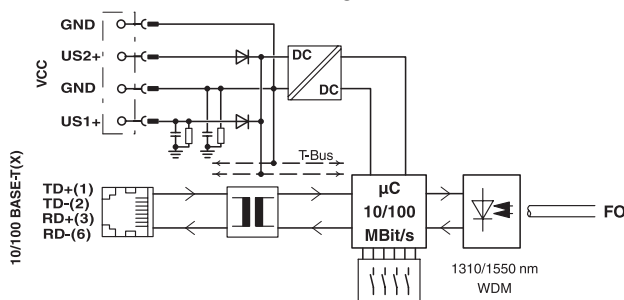 GND
US2+
VCC
GND
US1+
DC
DC
T-Bus
10/100 BASE-T(X)
TD+(1)
TD-(2)
RD+(3)
RD-(6)
µC
10/100
MBit/s
FO
1310/1550 nm
WDM